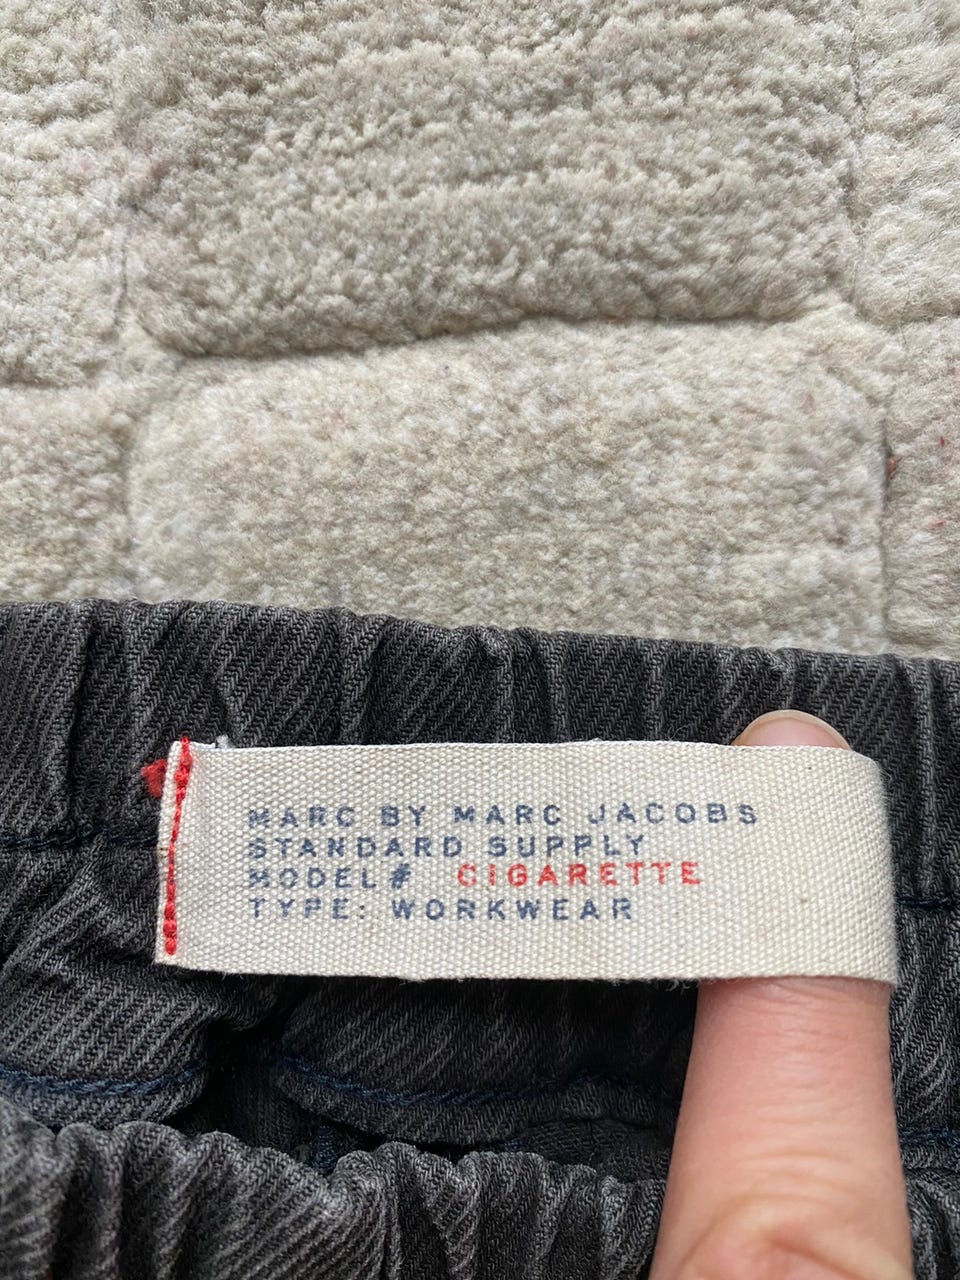 MARC BY MARC JACOBS
STANDARD SUPPLY
MODEL# CIGARETTE
TYPE: WORKWEAR